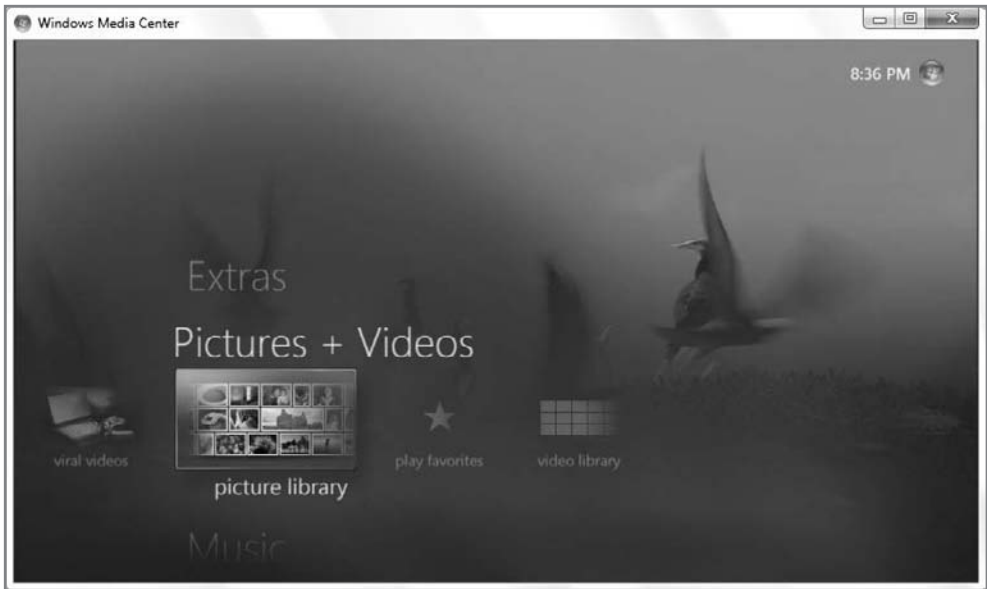 Windows Media Center
8:36 PM
Extras
Pictures + Videos
viral videos
picture library
play favorites
video library
Music